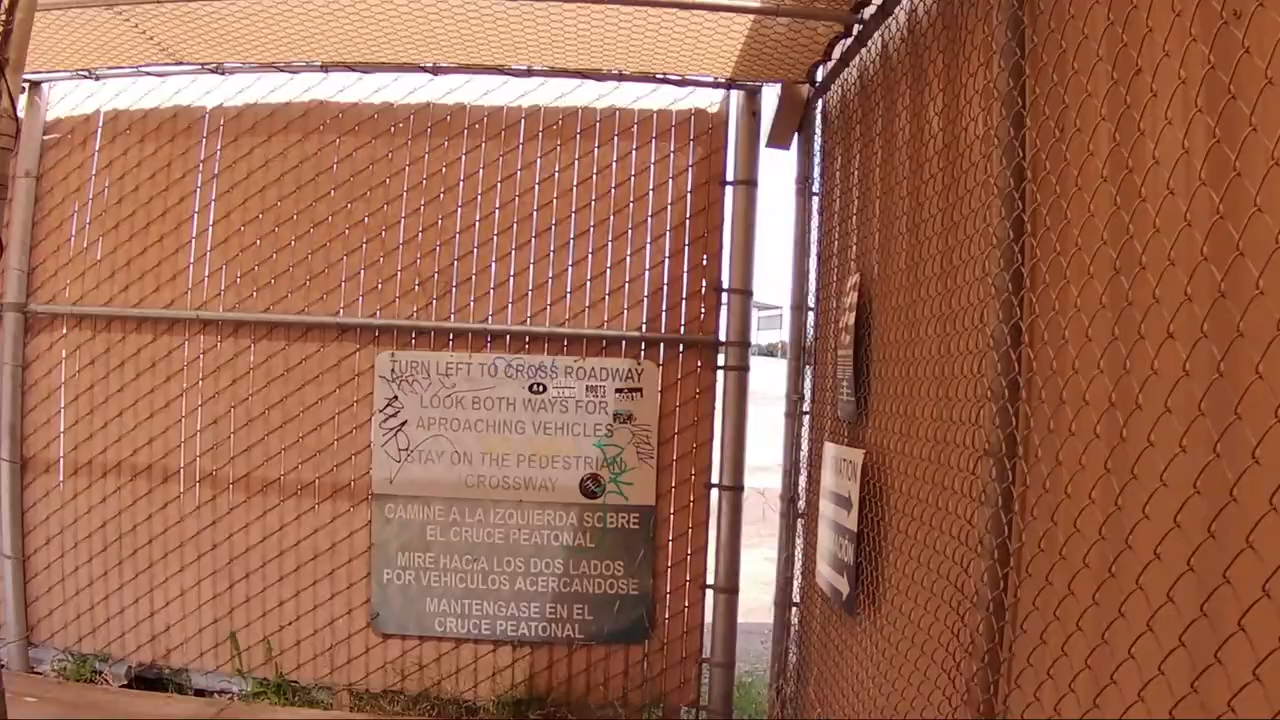 TURN LEFT TO CROSS ROADWAY
LOOK BOTH WAYS FOR
APROACHING VEHICLES
STAY ON THE PEDESTRIAN
CROSSWAY
CAMINE A LA IZQUIERDA SOBRE
EL CRUCE PEATONAL
MIRE HACIA LOS DOS LADOS
POR VEHICULOS ACERCANDOSE
MANTENGASE EN EL
CRUCE PEATONAL
ROOTS